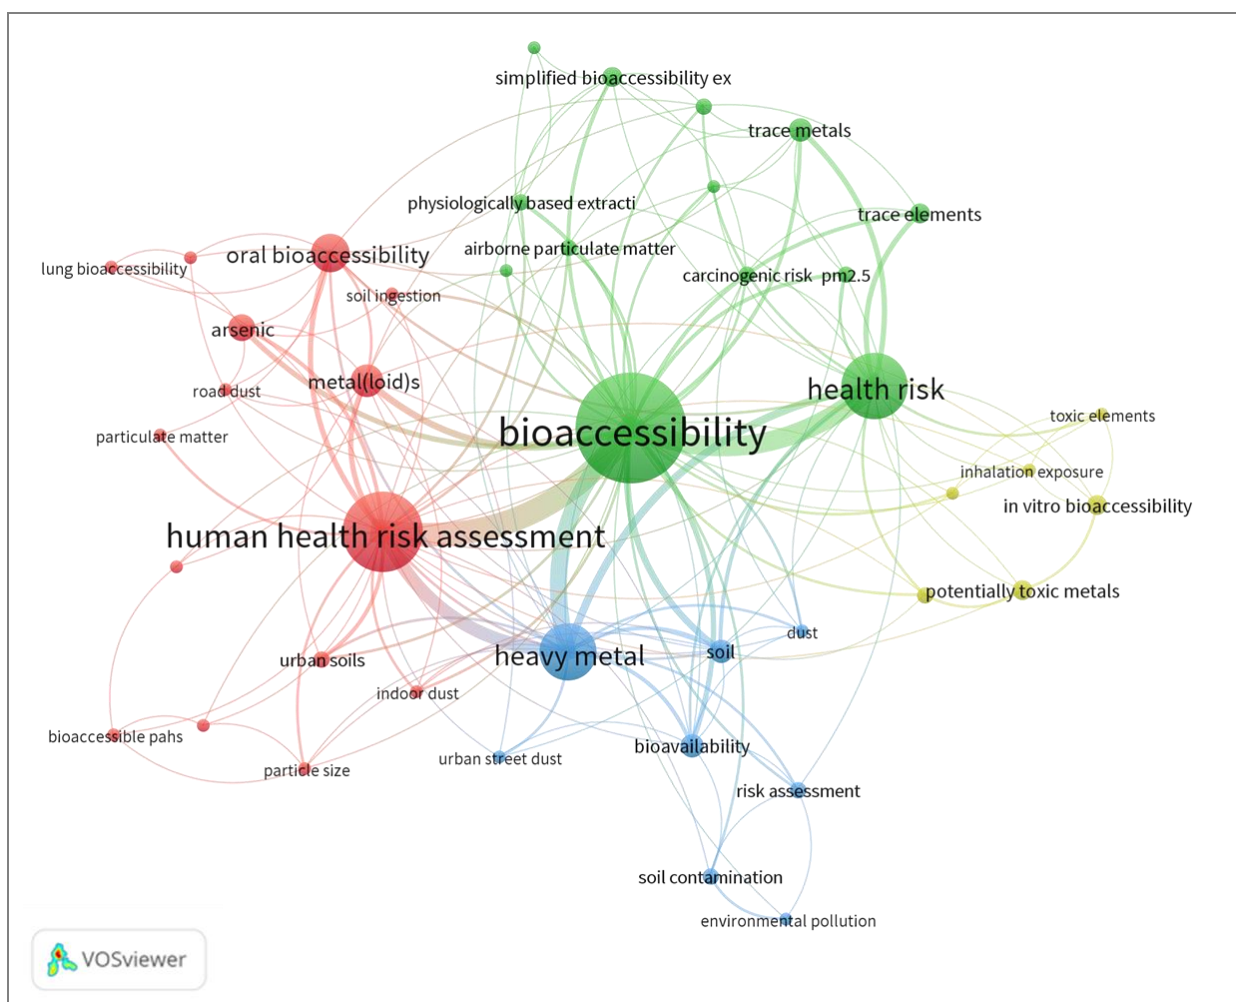 simplified bioaccessibility ex
trace metals
physiologically based extracti
trace elements
airborne particulate matter
oral bioaccessibility
lung bioaccessibility
carcinogenic risk
pm2.5
soil ingestion
arsenic
metal(loid)s
road dust
health risk
toxic elements
particulate matter
bioaccessibility
inhalation exposure
in vitro bioaccessibility
human health risk assessment
potentially toxic metals
dust
heavy metal
soil
urban soils
indoor dust
bioaccessible pahs
bioavailability
urban street dust
particle size
risk assessment
soil contamination
environmental pollution
VOSviewer